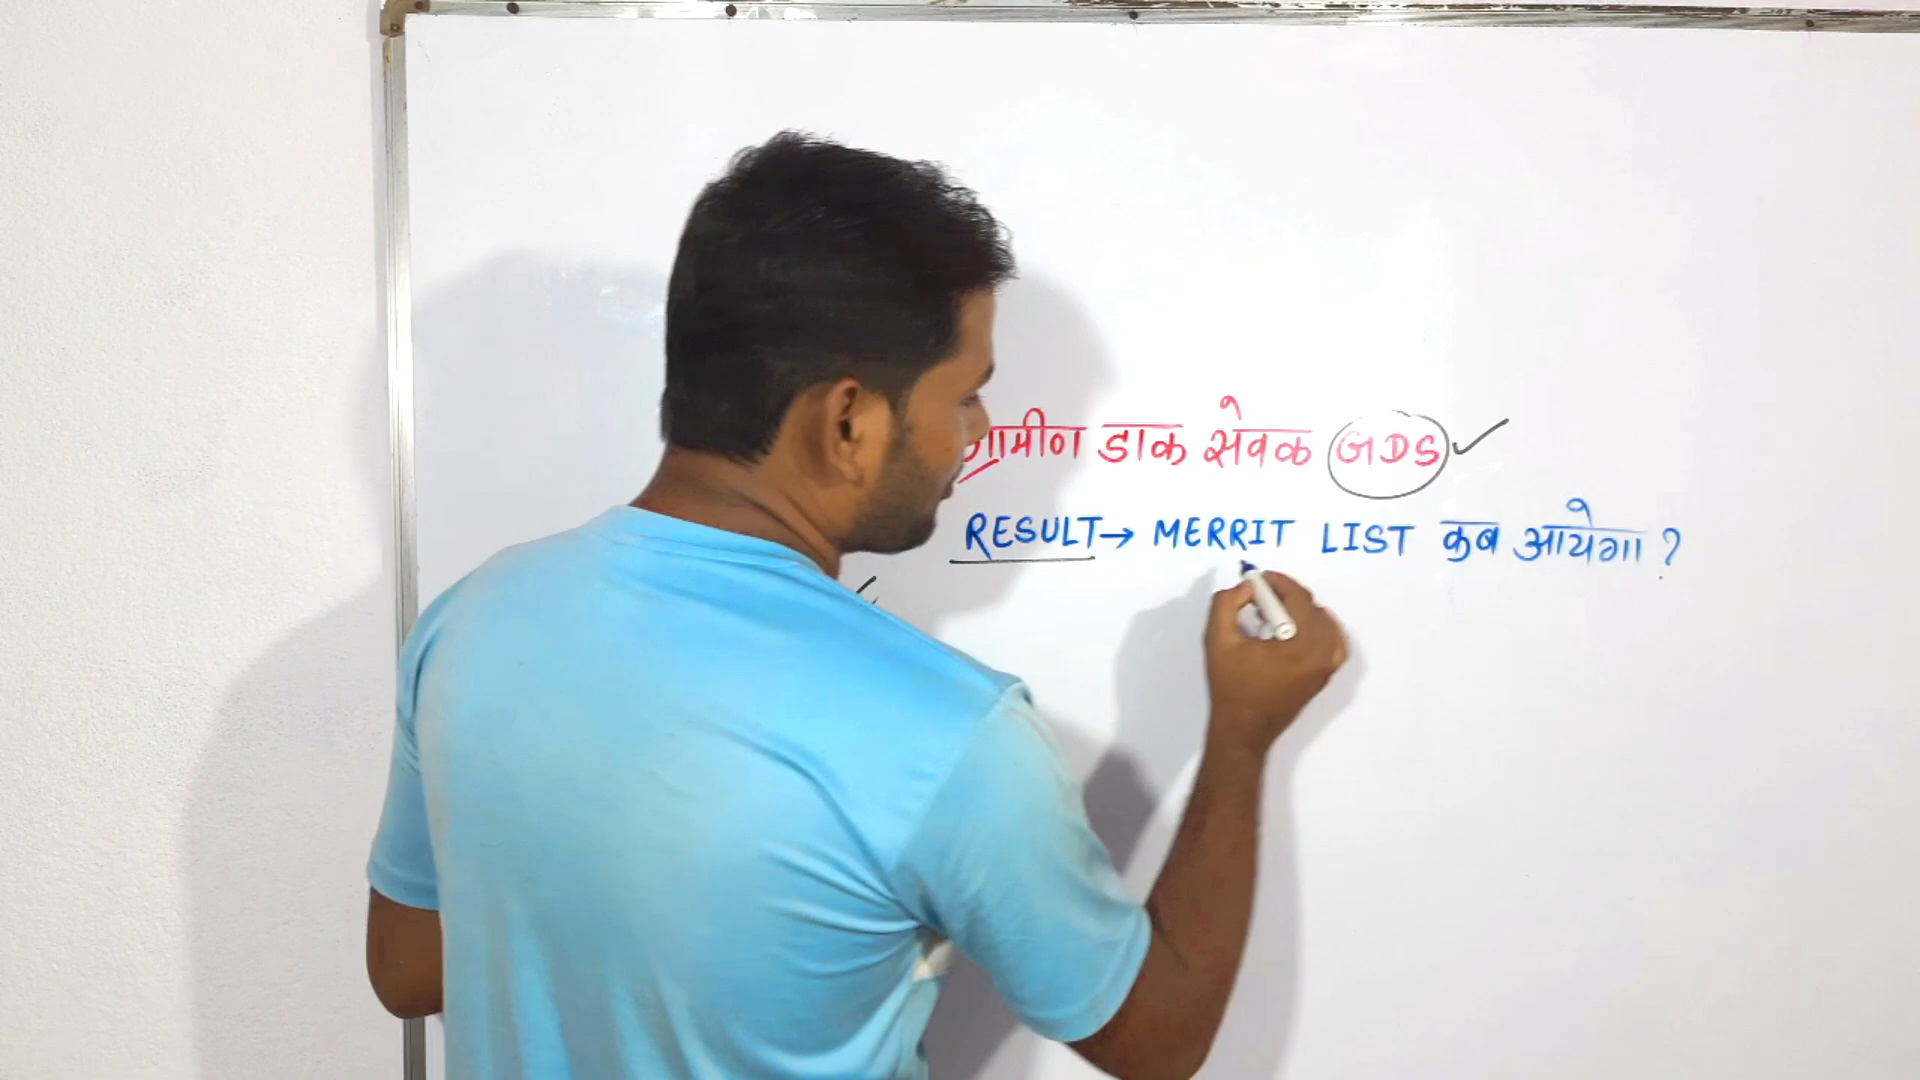 ग्रामीण डाक सेवक GDS
RESULT→ MERRIT LIST कब आयेगा ?